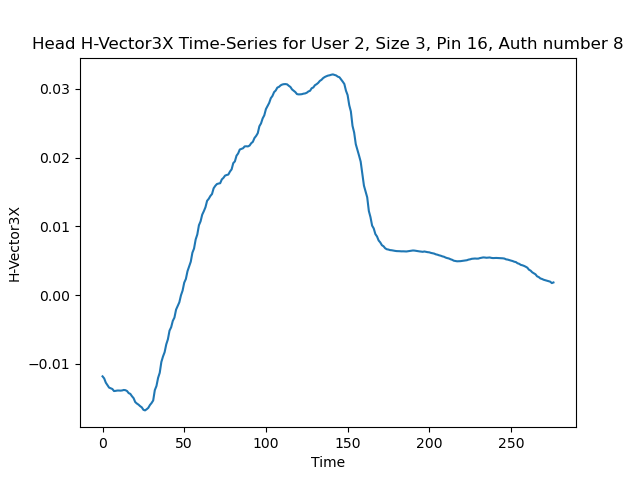 Head H-Vector3X Time-Series for User 2, Size 3, Pin 16, Auth number 8
0.03
0.02
0.01
0.00
−0.01
H-Vector3X
0 50 100 150 200 250
Time